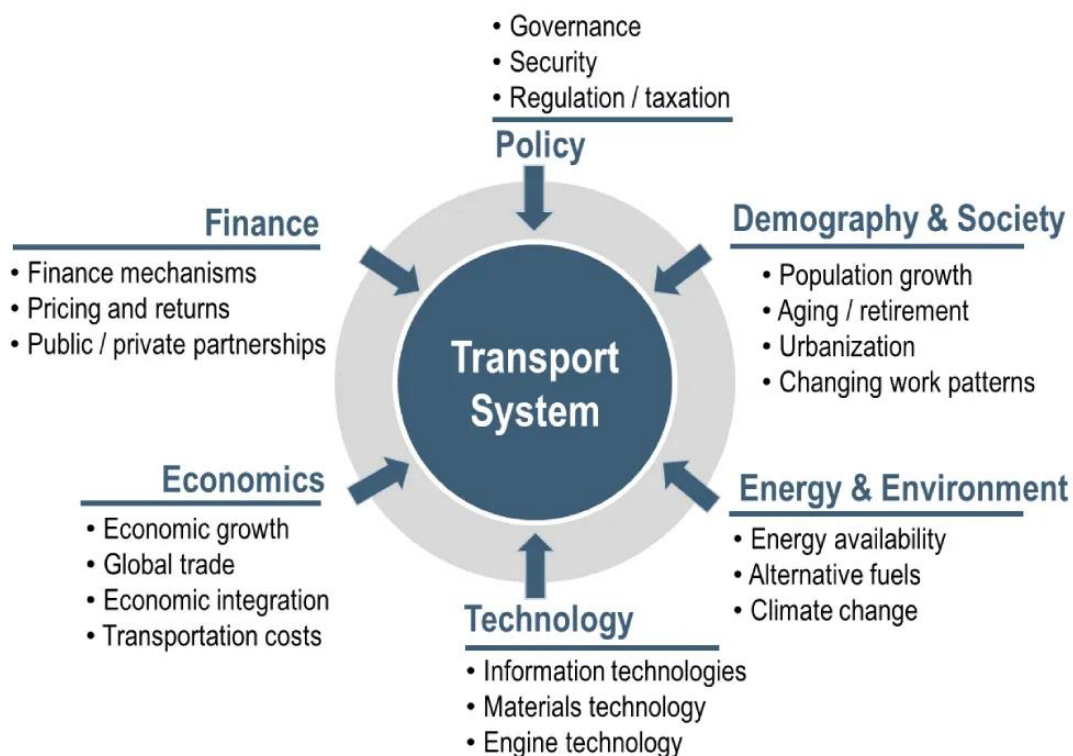 • Governance
• Security
• Regulation / taxation
Policy
Finance
• Finance mechanisms
• Pricing and returns
• Public / private partnerships
Demography & Society
• Population growth
• Aging / retirement
• Urbanization
• Changing work patterns
Transport
System
Economics
• Economic growth
• Global trade
• Economic integration
• Transportation costs
Energy & Environment
• Energy availability
• Alternative fuels
• Climate change
Technology
• Information technologies
• Materials technology
• Engine technology